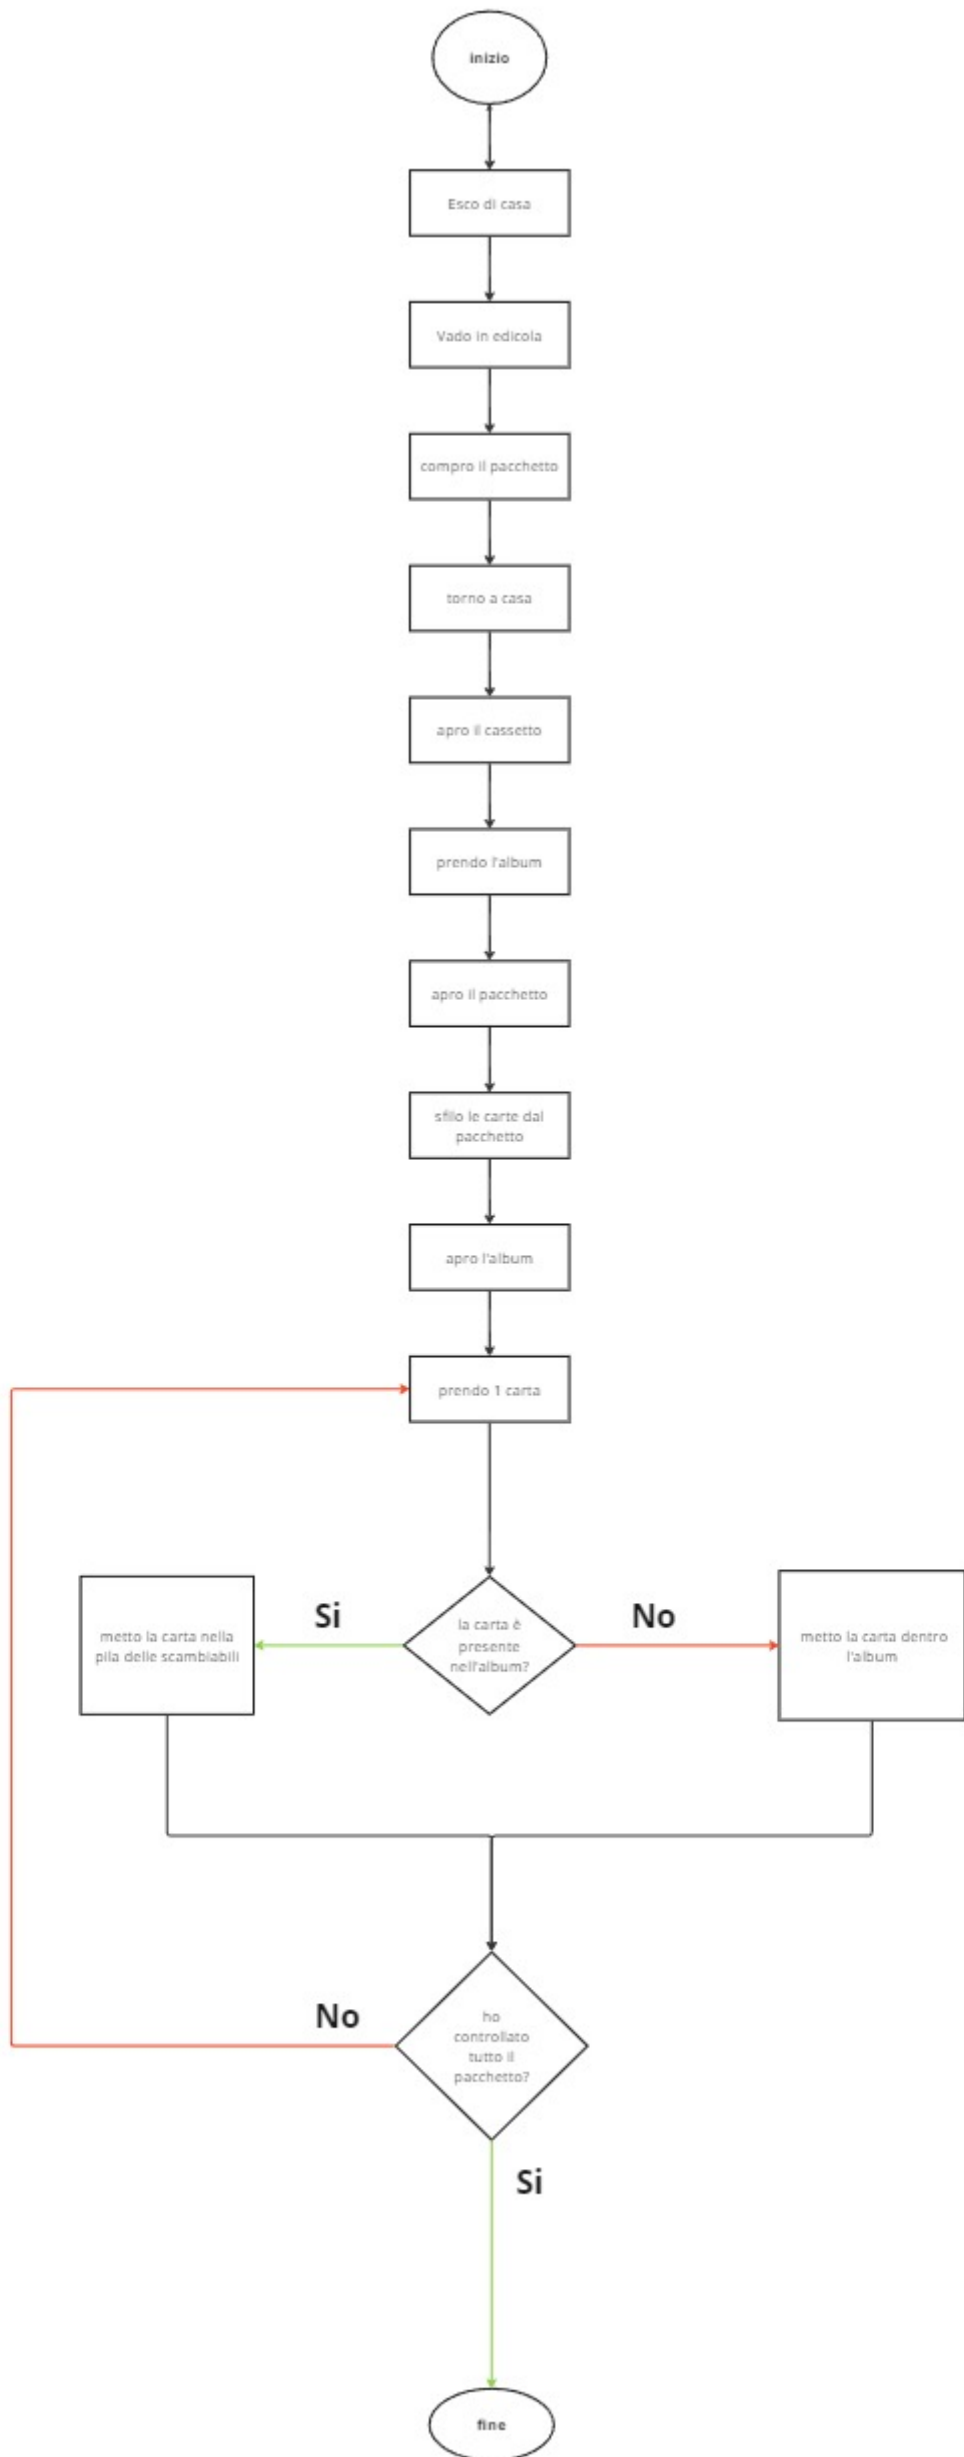 inizio
Esco di casa
Vado in edicola
compro il pacchetto
torno a casa
apro il cassetto
prendo l'album
apro il pacchetto
sfilo le carte dal
pacchetto
apro l'album
prendo 1 carta
la carta è
presente
nell'album?
Si
No
metto la carta nella
pila delle scambiabili
metto la carta dentro
l'album
ho
controllato
tutto il
pacchetto?
No
Si
fine